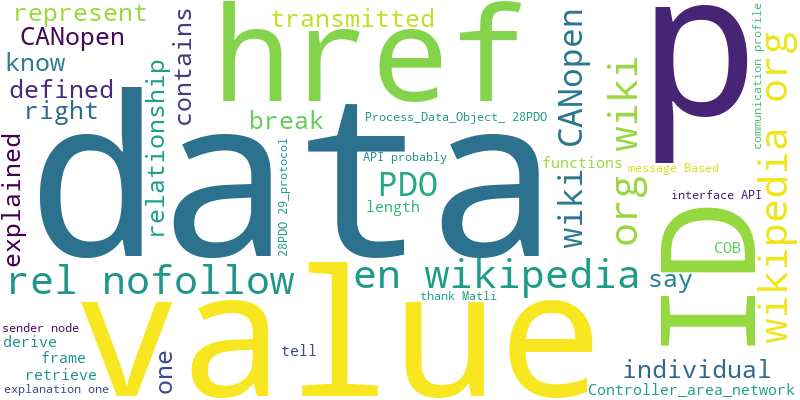 represent
transmitted
href
p
CANopen
know
contains
defined
right
relationship
break
Process_Data_Object_ 28PDO
wiki CANopen
org wiki
communication profile
wikipedia org
data
API probably
functions
message Based
explained
28PDO 29_protocol
PDO
length
interface API
ID
COB
rel nofollow
en wikipedia
say
thank Matli
value
sender node
derive
frame
retrieve
explanation one
one
tell
individual
Controller_area_network